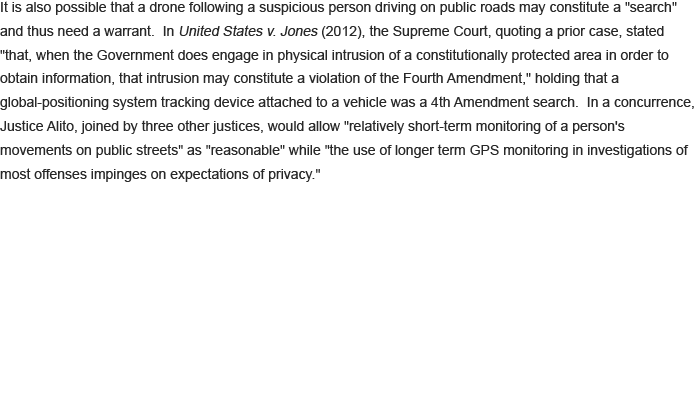 It is also possible that a drone following a suspicious person driving on public roads may constitute a "search"
and thus need a warrant.  In United States v. Jones (2012), the Supreme Court, quoting a prior case, stated
"that, when the Government does engage in physical intrusion of a constitutionally protected area in order to
obtain information, that intrusion may constitute a violation of the Fourth Amendment," holding that a
global-positioning system tracking device attached to a vehicle was a 4th Amendment search.  In a concurrence,
Justice Alito, joined by three other justices, would allow "relatively short-term monitoring of a person's
movements on public streets" as "reasonable" while "the use of longer term GPS monitoring in investigations of
most offenses impinges on expectations of privacy."